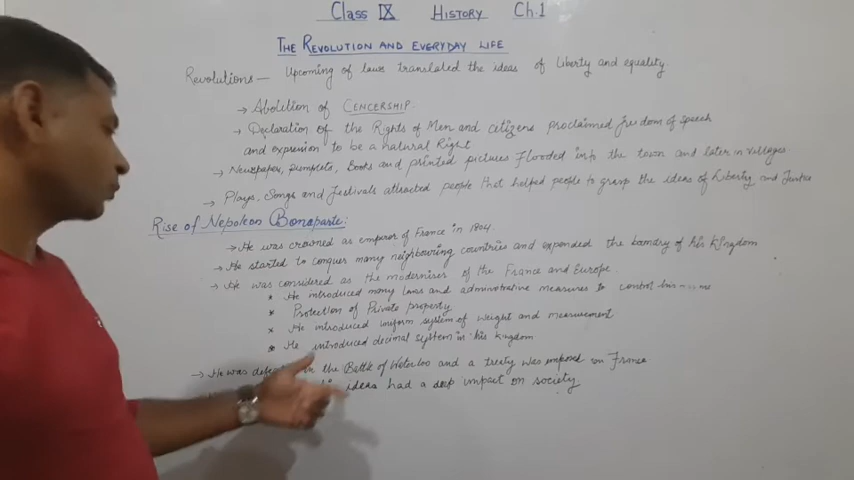 Class IX HISTORY Ch.1
THE REVOLUTION AND EVERYDAY LIFE
Revolutions— Upcoming of laws translated the ideas of Liberty and equality.
→ Abolition of CENCERSHIP.
→ Declaration of the Rights of Men and citizens proclaimed freedom of speech
and expression to be a natural Right
→ Newspaper, pumplets, Books and printed pictures flooded into the town and later in villages
→ Plays, Songs and festivals attracted people that helped people to grasp the ideas of Liberty and Justice
Rise of Nepoleon Bonaparte:
→ He was crowned as emperor of France in 1804.
→ He started to conquer many neighbouring countries and expended the boundry of his kingdom
→ He was considered as the moderniser of the France and Europe.
* He introduced many laws and administrative measures to control
* Protection of Private property
* He introduced uniform system of weight and measurement
* He introduced decimal system in his kingdom
→ He was in the Battle of Waterloo and a treaty was imposed on France
ideas had a deep impact on society